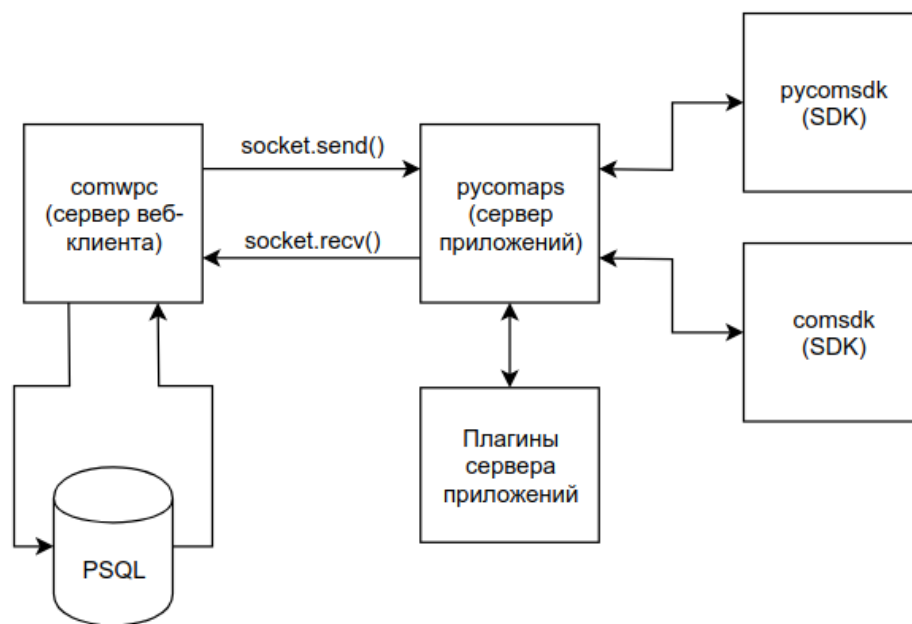 pycomsdk
(SDK)
socket.send()
comwpc
(сервер веб-
клиента)
pycomaps
(сервер
приложений)
socket.recv()
comsdk
(SDK)
Плагины
сервера
приложений
PSQL